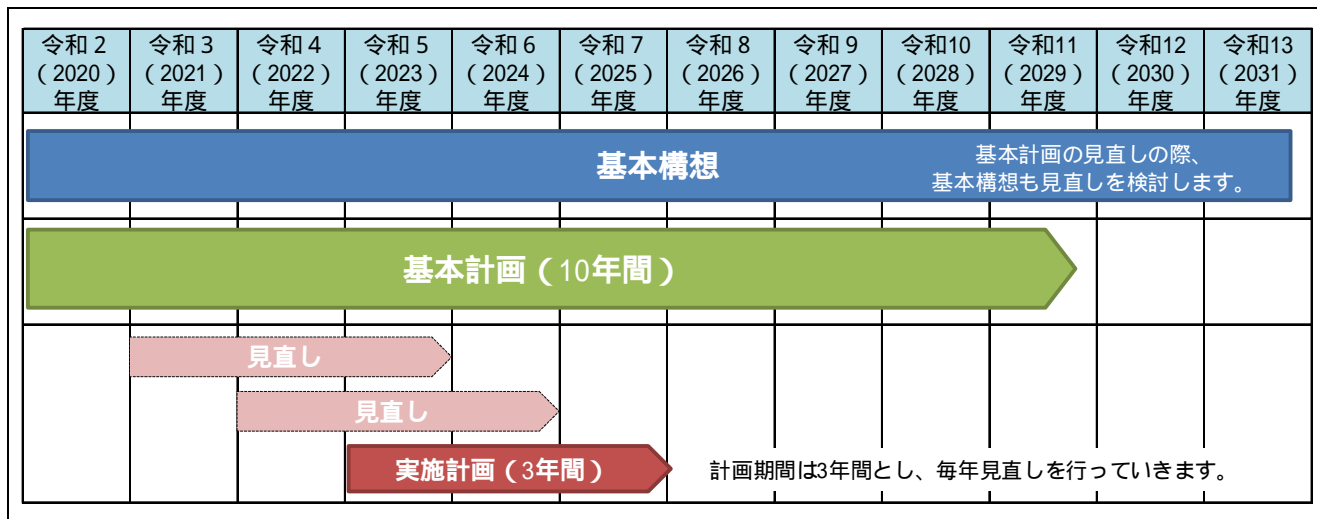 令和２ 令和３ 令和４ 令和５ 令和６ 令和７ 令和８ 令和９ 令和10 令和11 令和12 令和13
（2020） （2021） （2022） （2023） （2024） （2025） （2026） （2027） （2028） （2029） （2030） （2031）
年度 年度 年度 年度 年度 年度 年度 年度 年度 年度 年度 年度
基本構想
基本計画の見直しの際、
基本構想も見直しを検討します。
基本計画（10年間）
見直し
見直し
実施計画（3年間）
計画期間は3年間とし、毎年見直しを行っていきます。